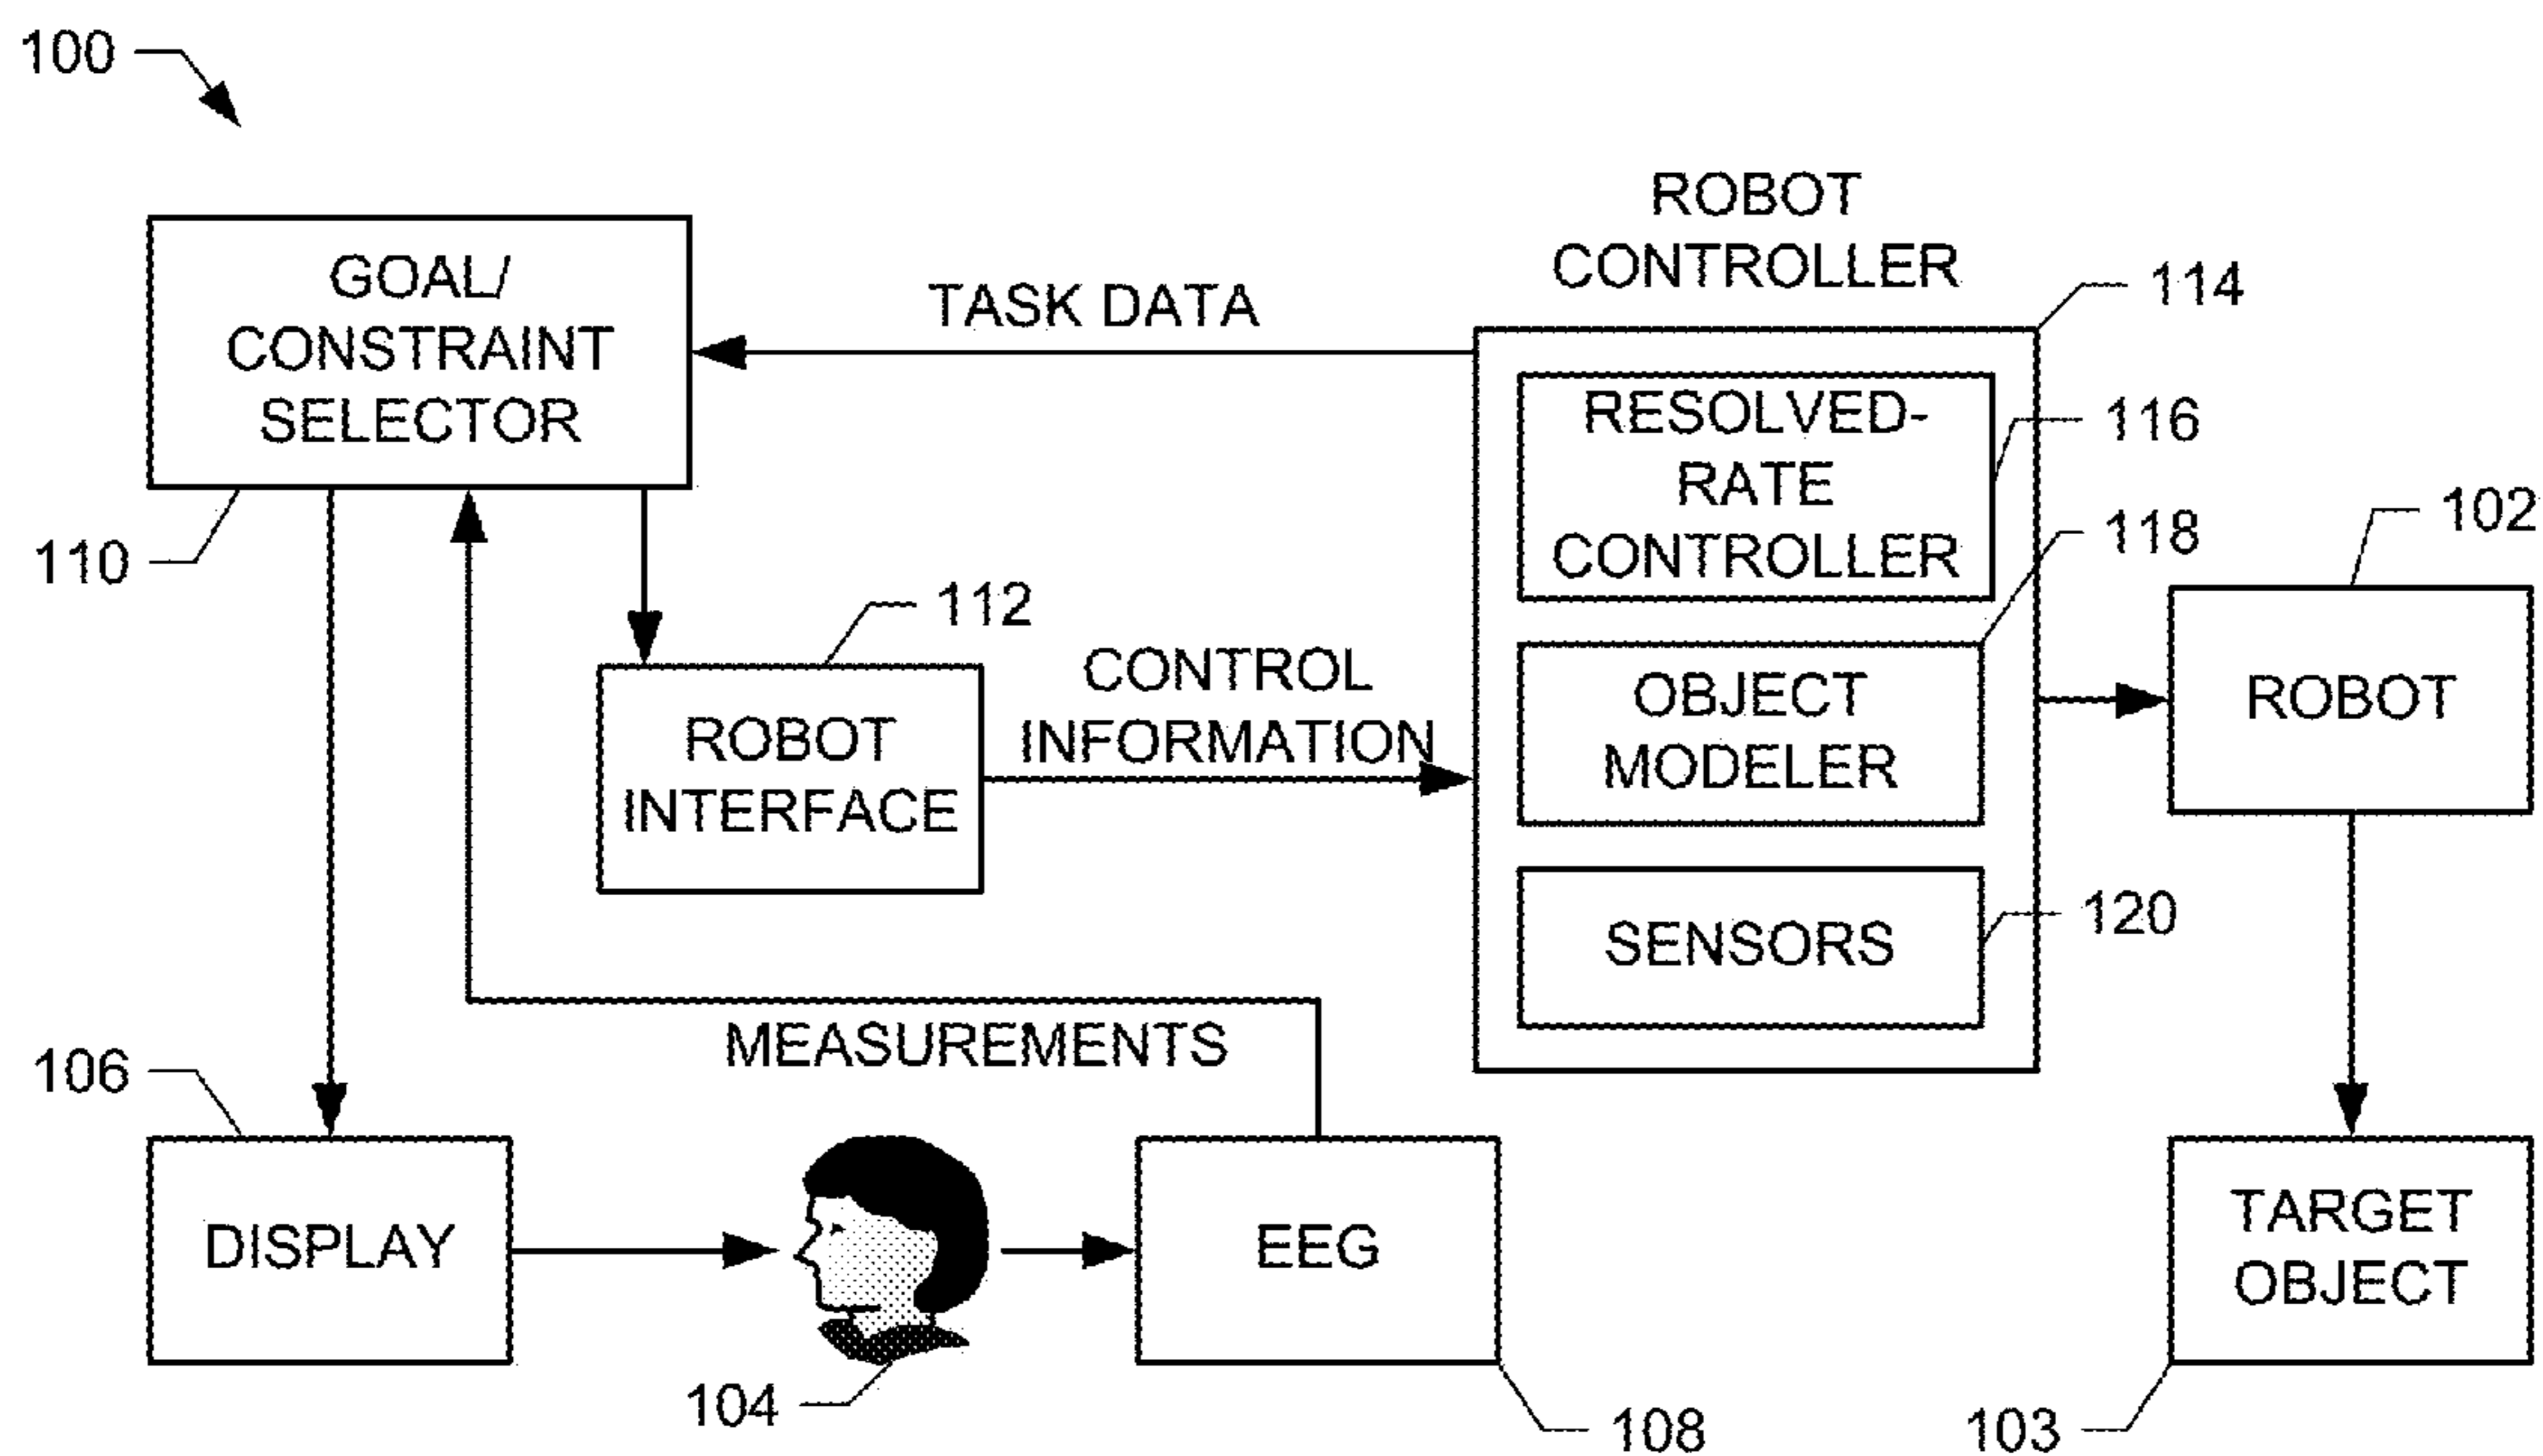 100
ROBOT
CONTROLLER
GOAL/
CONSTRAINT
SELECTOR
TASK DATA
114
RESOLVED-
RATE
CONTROLLER
116
110
118
102
112
CONTROL
INFORMATION
ROBOT
INTERFACE
OBJECT
MODELER
ROBOT
SENSORS
120
MEASUREMENTS
106
DISPLAY
EEG
TARGET
OBJECT
104
108
103